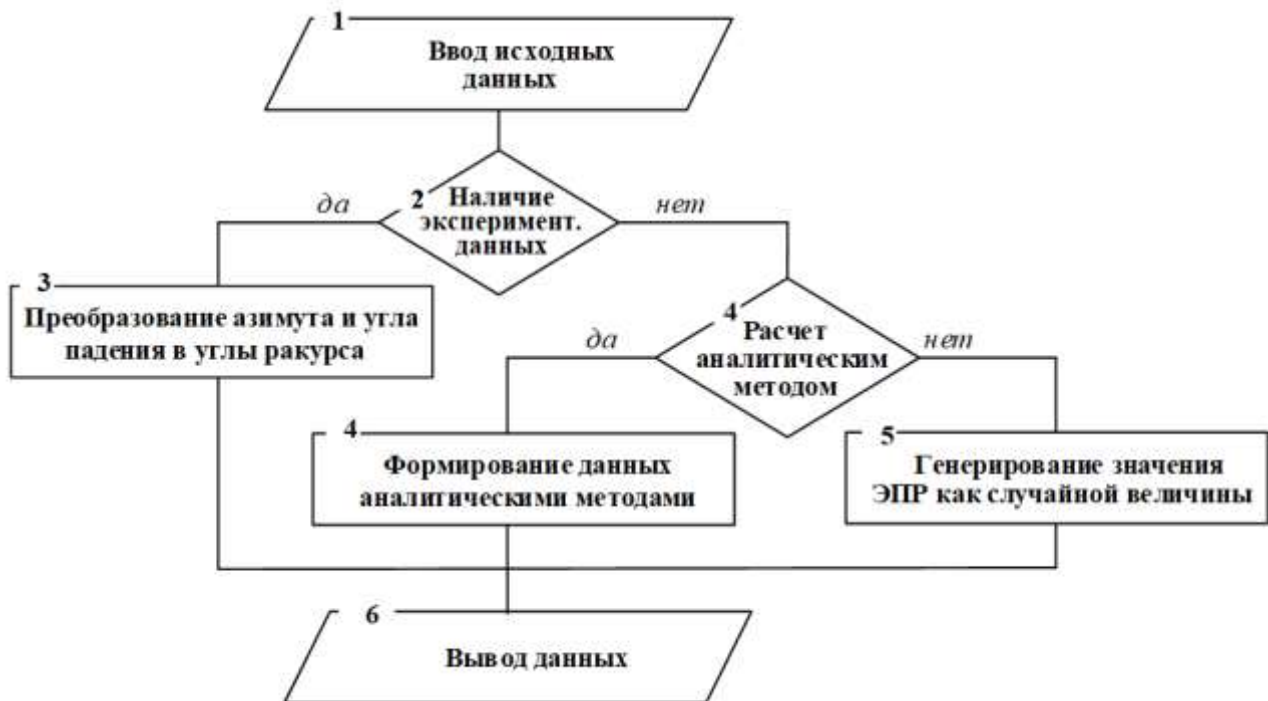 1
Ввод исходных
данных
2
Наличие
эксперимент.
данных
да
нет
3
Преобразование азимута и угла
падения в углы ракурса
4
Расчет
аналитическим
методом
да
нет
4
Формирование данных
аналитическими методами
5
Генерирование значения
ЭПР как случайной величины
6
Вывод данных